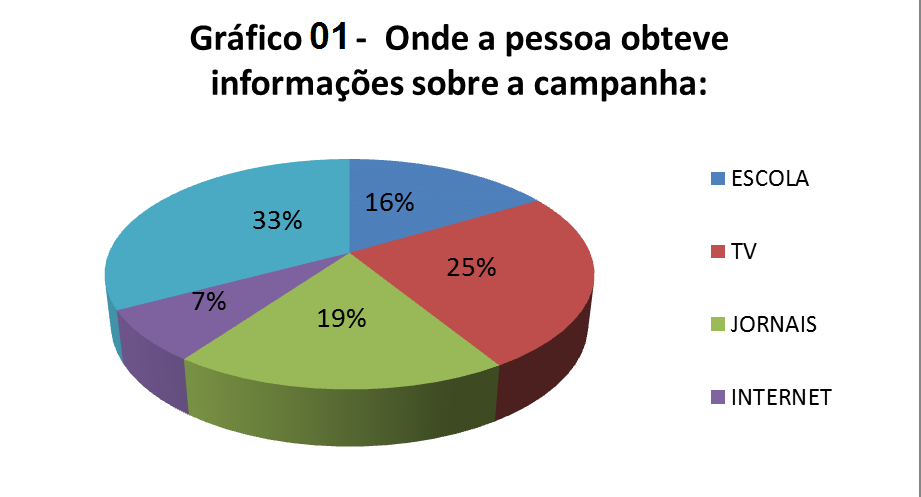 Gráfico 01 - Onde a pessoa obteve
informações sobre a campanha:
33%
16%
25%
7%
19%
ESCOLA
TV
JORNAIS
INTERNET